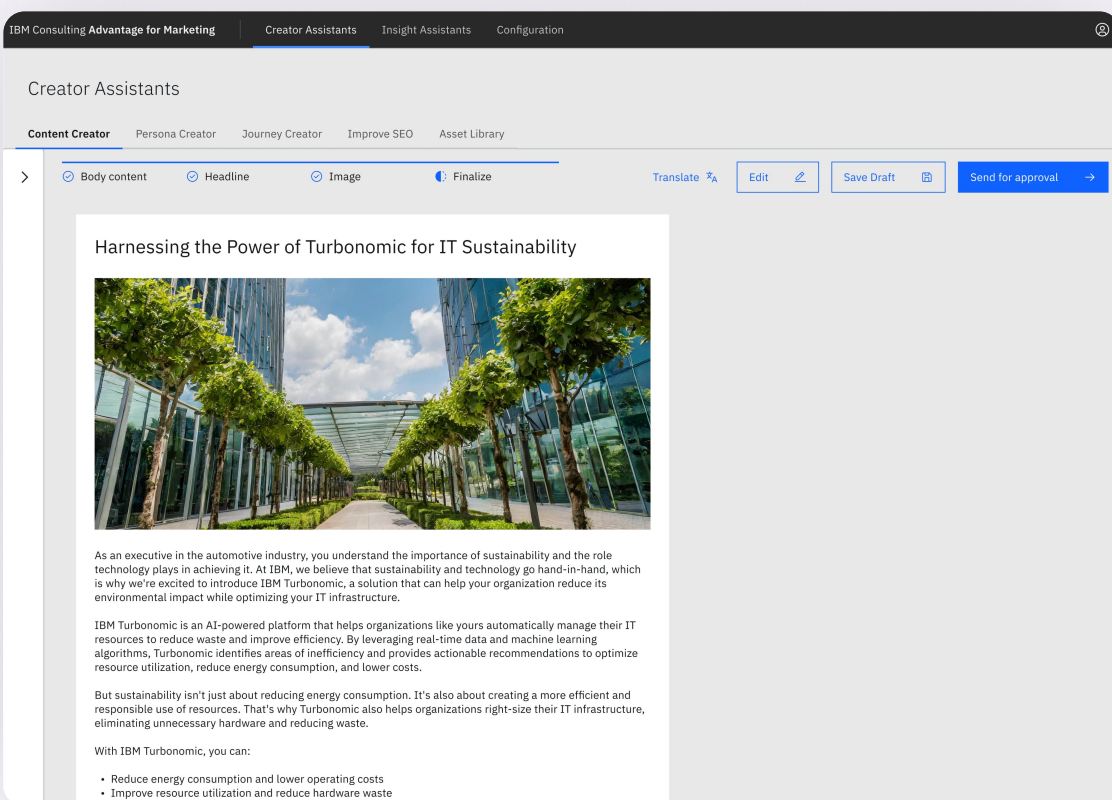 IBM Consulting Advantage for Marketing
Creator Assistants
Insight Assistants
Configuration
Creator Assistants
Content Creator
Persona Creator
Journey Creator
Improve SEO
Asset Library
Body content
Headline
Image
Finalize
Translate
Edit
Save Draft
Send for approval
Harnessing the Power of Turbonomic for IT Sustainability
As an executive in the automotive industry, you understand the importance of sustainability and the role
technology plays in achieving it. At IBM, we believe that sustainability and technology go hand-in-hand, which
is why we're excited to introduce IBM Turbonomic, a solution that can help your organization reduce its
environmental impact while optimizing your IT infrastructure.
IBM Turbonomic is an AI-powered platform that helps organizations like yours automatically manage their IT
resources to reduce waste and improve efficiency. By leveraging real-time data and machine learning
algorithms, Turbonomic identifies areas of inefficiency and provides actionable recommendations to optimize
resource utilization, reduce energy consumption, and lower costs.
But sustainability isn't just about reducing energy consumption. It's also about creating a more efficient and
responsible use of resources. That's why Turbonomic also helps organizations right-size their IT infrastructure,
eliminating unnecessary hardware and reducing waste.
With IBM Turbonomic, you can:
• Reduce energy consumption and lower operating costs
• Improve resource utilization and reduce hardware waste